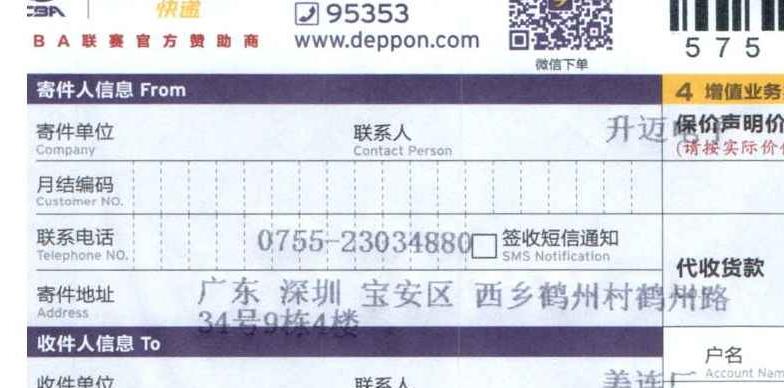 CBA 快递
BA联赛官方赞助商
95353
www.deppon.com
微信下单
575
寄件人信息 From
4 增值业务
寄件单位
Company
联系人
Contact Person
升迈
保价声明价
(请按实际价
月结编码
Customer NO.
联系电话
Telephone NO.
0755-23034880
签收短信通知
SMS Notification
代收货款
寄件地址
Address
广东 深圳 宝安区 西乡鹤州村鹤州路
34号9栋4楼
收件人信息 To
户名
Account Nam
收件单位
联系人
美连厂